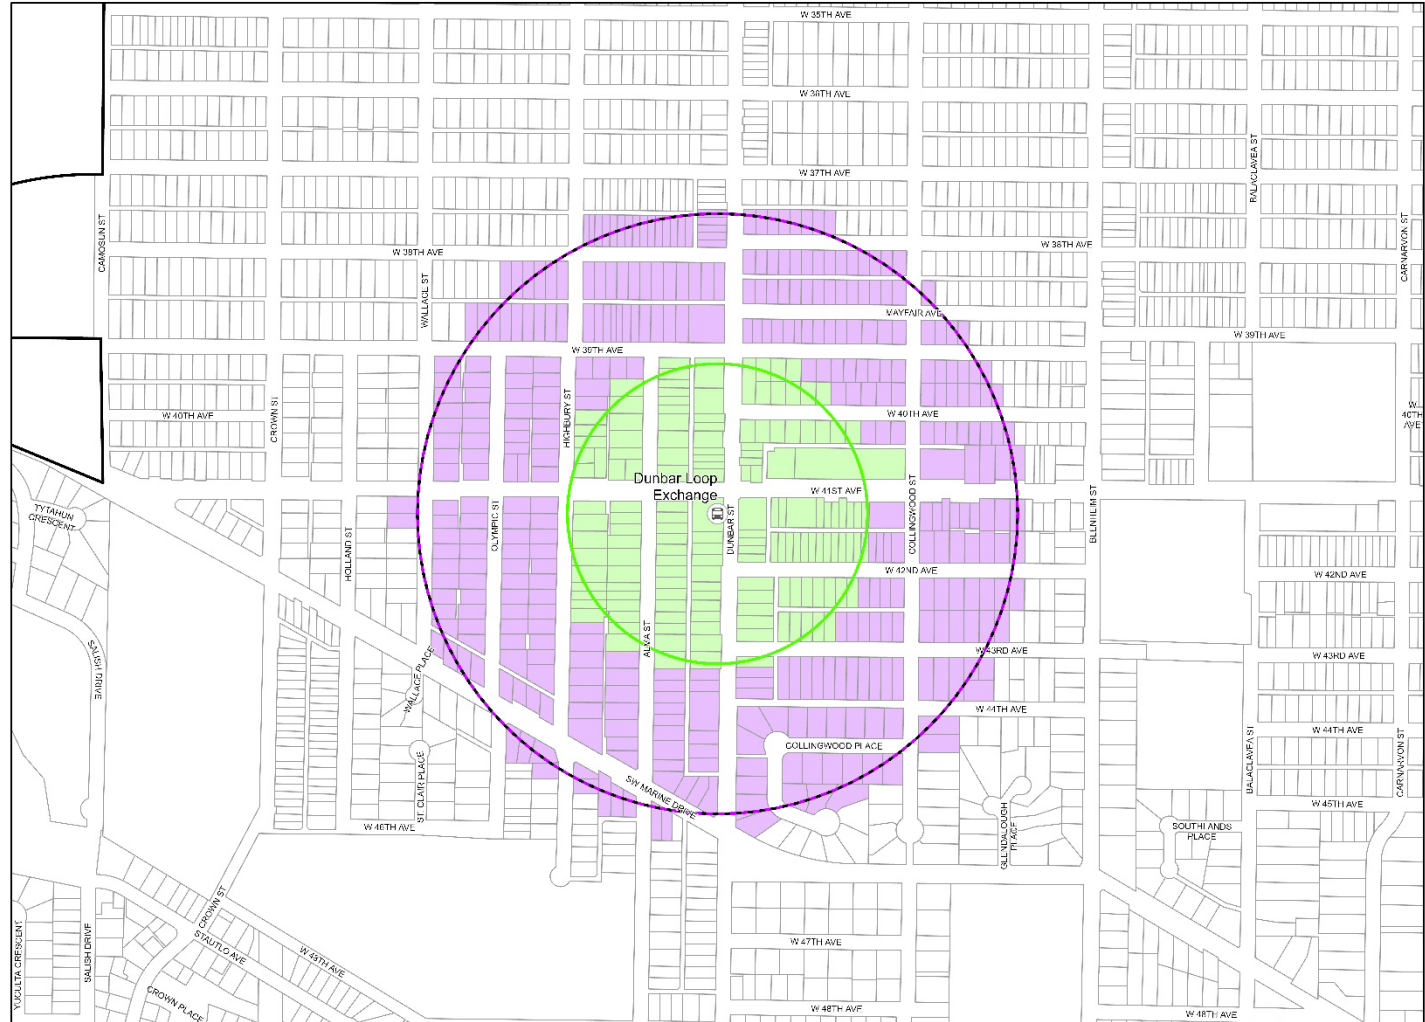 W 35TH AVE
W 36TH AVE
BALACLAVEA ST
W 37TH AVE
CAMOSUN ST
W 39TH AVE
W 38TH AVE
CARNARVON ST
WALLACE ST
MAYFAIR AVE
W 39TH AVE
W 39TH AVE
HIGHBURY ST
CROWN ST
W 40TH AVE
W 40TH AVE
W
40TH
AVE
Dunbar Loop
Exchange
W 41ST AVE
TYTAHUN
CRESCENT
OLYMPIC ST
DUNBAR ST
COLLINGWOOD ST
BLENHEIM ST
HOLLAND ST
W 42ND AVE
W 42ND AVE
ALMA ST
SALISH DRIVE
WALLACE PLACE
W 43RD AVE
W 43RD AVE
W 44TH AVE
W 44TH AVE
COLLINGWOOD PLACE
BALACLAVEA ST
CARNARVON ST
ST CLAIR PLACE
SW MARINE DRIVE
W 45TH AVE
W 46TH AVE
GLENDALOUGH
PLACE
SOUTHLANDS
PLACE
CROWN ST
YUCULTA CRESCENT
SALISH DRIVE
STAUTLO AVE
W 48TH AVE
W 47TH AVE
CROWN PLACE
W 48TH AVE
W 48TH AVE